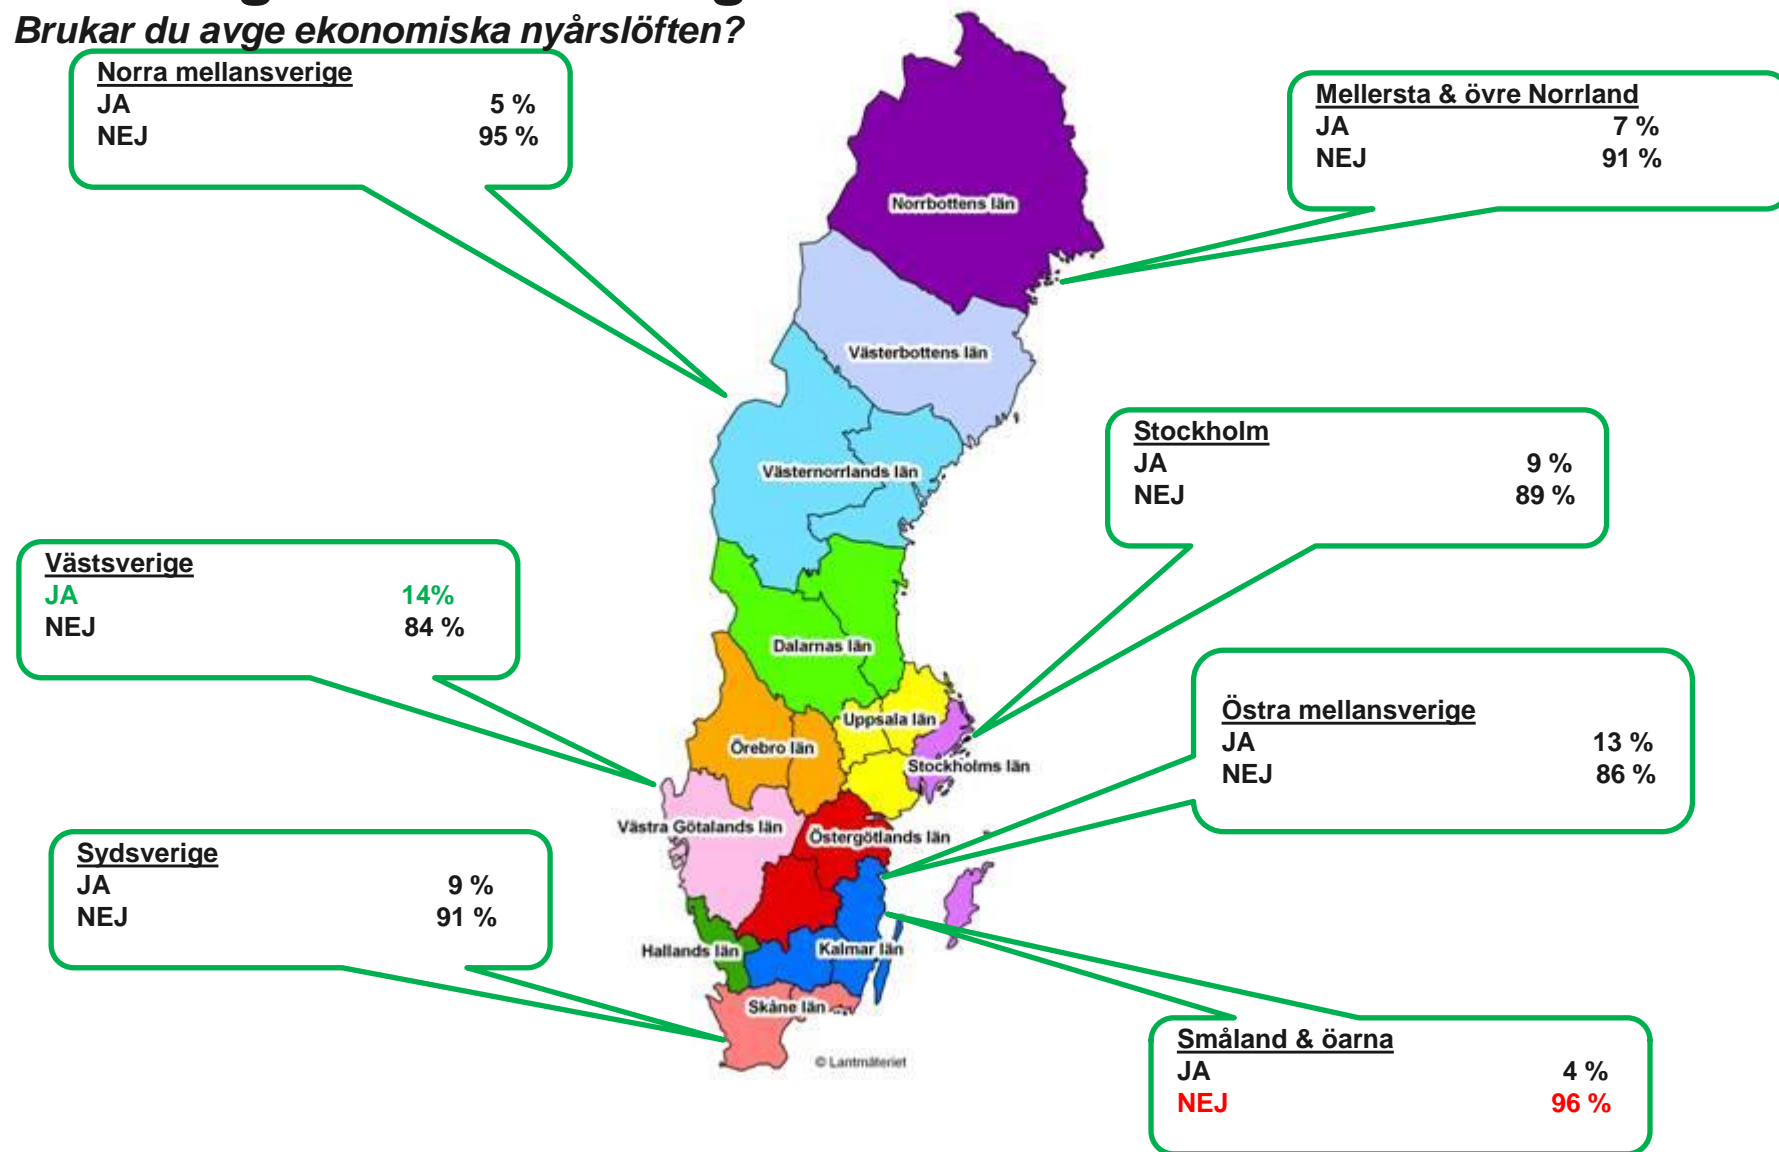 Brukar du avge ekonomiska nyårslöften?
Norra mellansverige
JA 5 %
NEJ 95 %
Mellersta & övre Norrland
JA 7 %
NEJ 91 %
Stockholm
JA 9 %
NEJ 89 %
Västsverige
JA 14%
NEJ 84 %
Östra mellansverige
JA 13 %
NEJ 86 %
Sydsverige
JA 9 %
NEJ 91 %
Småland & öarna
JA 4 %
NEJ 96 %
Norrbottens län
Västerbottens län
Västernorrlands län
Dalarnas län
Uppsala län
Örebro län
Stockholms län
Västra Götalands län
Östergötlands län
Hallands län
Kalmar län
Skåne län
© Lantmäteriet